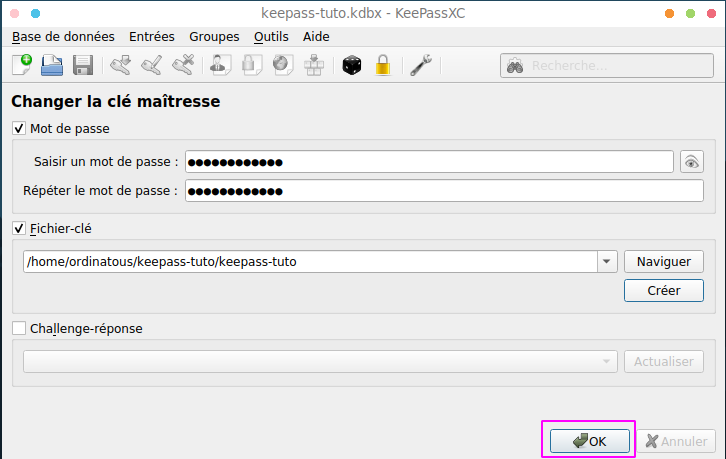 keepass-tuto.kdbx - KeePassXC
Base de données Entrées Groupes Outils Aide
Recherche...
Changer la clé maîtresse
Mot de passe
Saisir un mot de passe : ●●●●●●●●●●●●
Répéter le mot de passe : ●●●●●●●●●●●●
Fichier-clé
/home/ordinatous/keepass-tuto/keepass-tuto Naviguer
Créer
Challenge-réponse
Actualiser
OK Annuler